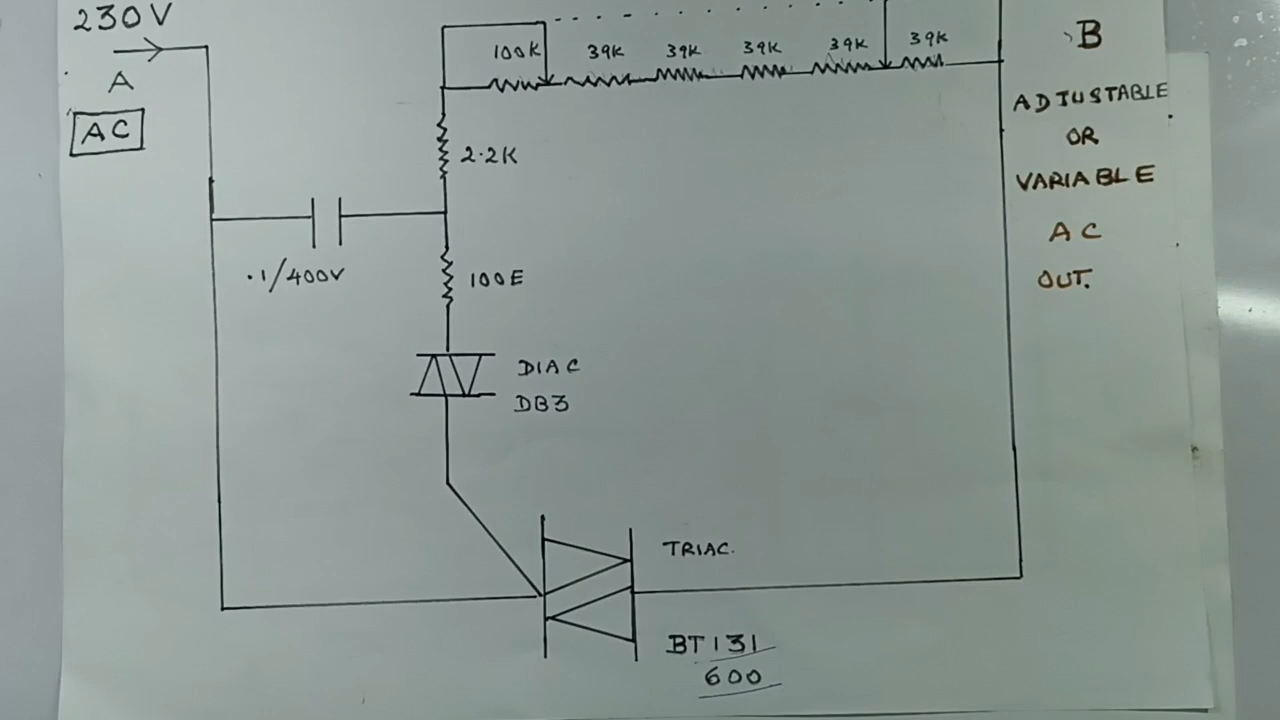 230V
A
AC
100K
39K
39K
39K
39K
39K
2.2K
.1/400V
100E
DIAC
DB3
TRIAC.
BT131
600
B
ADJUSTABLE
OR
VARIABLE
AC
OUT.